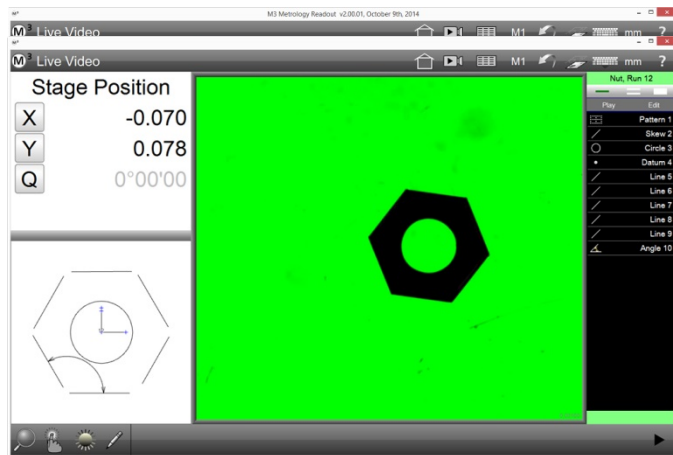 M3 Metrology Readout v2.00.01, October 9th, 2014
M3 Live Video M1 mm ?
M3 Live Video M1 mm ?
Stage Position
X -0.070
Y 0.078
Q 0°00'00
Nut, Run 12
Play Edit
Pattern 1
Skew 2
Circle 3
Datum 4
Line 5
Line 6
Line 7
Line 8
Line 9
Angle 10